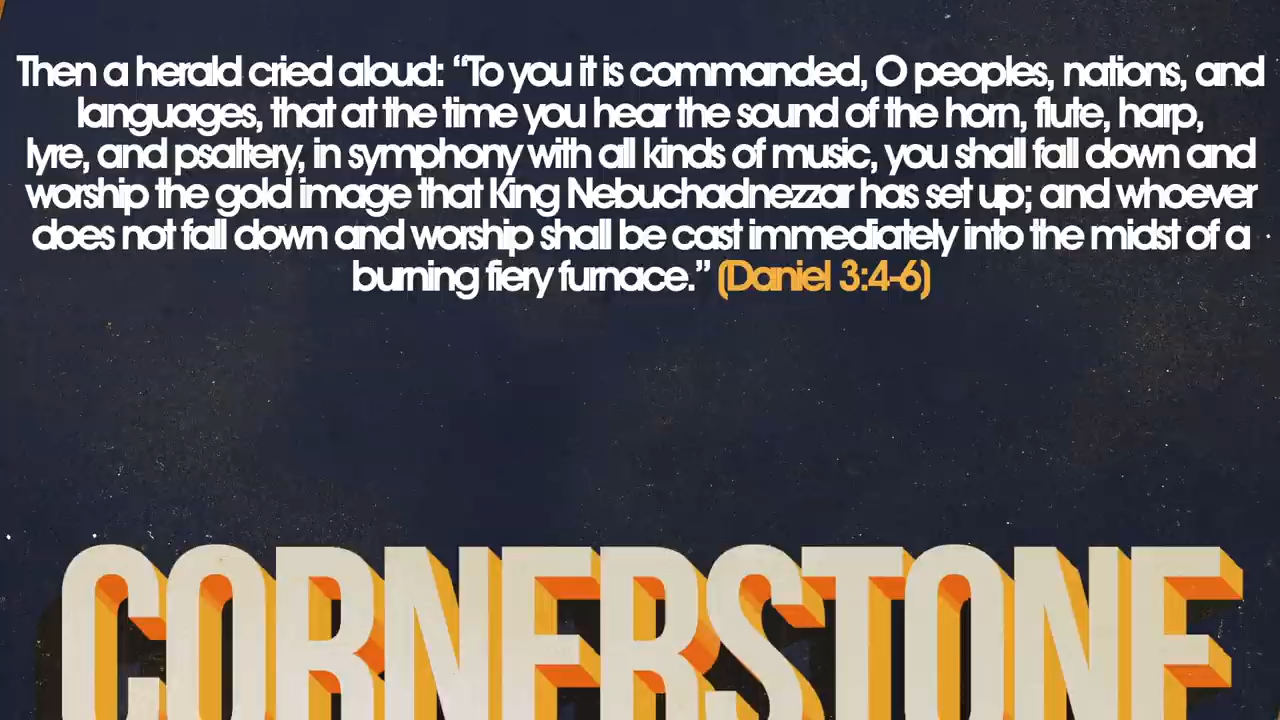 Then a herald cried aloud: “To you it is commanded, O peoples, nations, and
languages, that at the time you hear the sound of the horn, flute, harp,
lyre, and psaltery, in symphony with all kinds of music, you shall fall down and
worship the gold image that King Nebuchadnezzar has set up; and whoever
does not fall down and worship shall be cast immediately into the midst of a
burning fiery furnace.” (Daniel 3:4-6)
CORNERSTONE